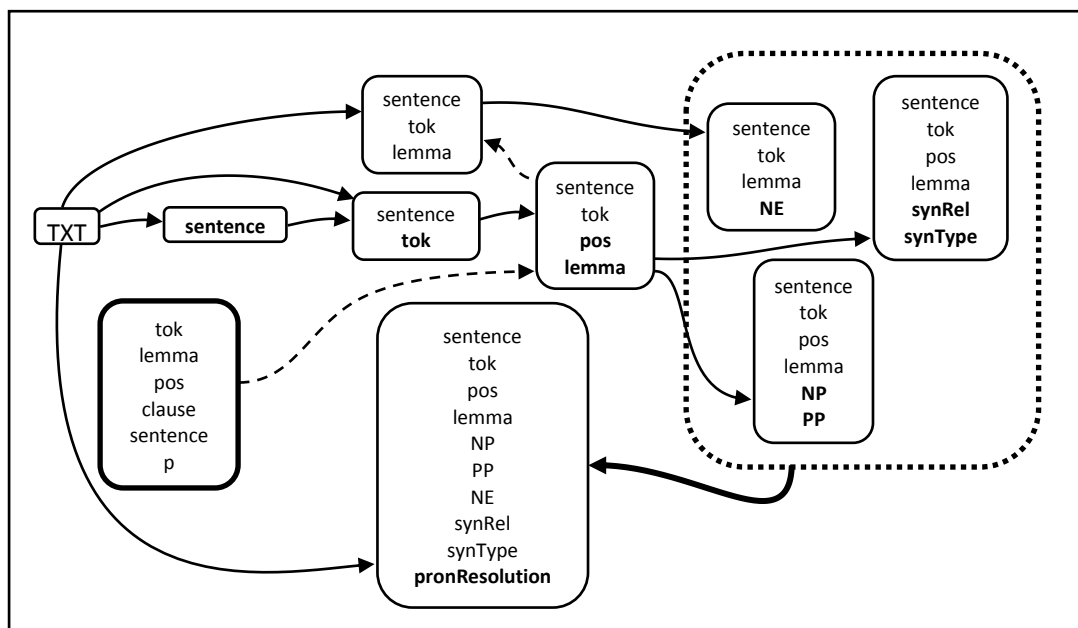 sentence
tok
lemma
TXT
sentence
sentence
tok
sentence
tok
pos
lemma
sentence
tok
lemma
NE
sentence
tok
pos
lemma
synRel
synType
sentence
tok
pos
lemma
NP
PP
tok
lemma
pos
clause
sentence
p
sentence
tok
pos
lemma
NP
PP
NE
synRel
synType
pronResolution